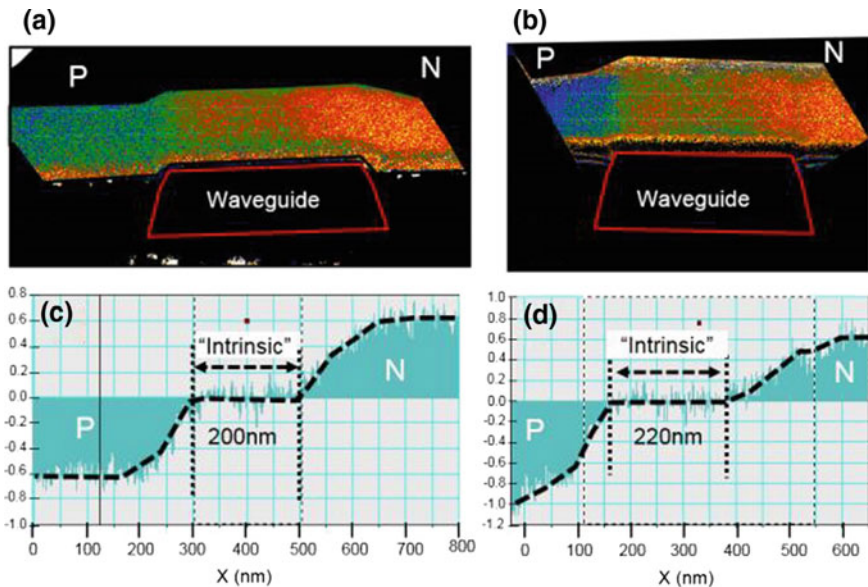 (a)
P
N
Waveguide
(b)
P
N
Waveguide
(c)
0.8
0.6
0.4
0.2
0.0
-0.2
-0.4
-0.6
-0.8
-1.0
"Intrinsic"
200nm
P
N
0 100 200 300 400 500 600 700 800
X (nm)
(d)
1.0
0.8
0.6
0.4
0.2
0.0
-0.2
-0.4
-0.6
-0.8
-1.0
-1.2
"Intrinsic"
220nm
P
N
0 100 200 300 400 500 600
X (nm)